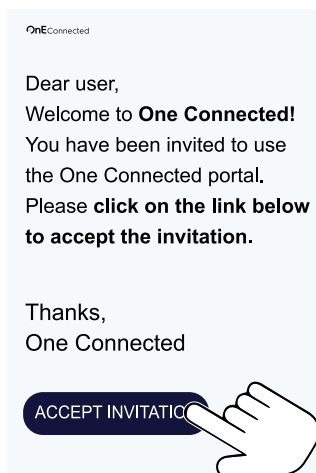 OnEConnected
Dear user,
Welcome to One Connected!
You have been invited to use
the One Connected portal.
Please click on the link below
to accept the invitation.
Thanks,
One Connected
ACCEPT INVITATIO